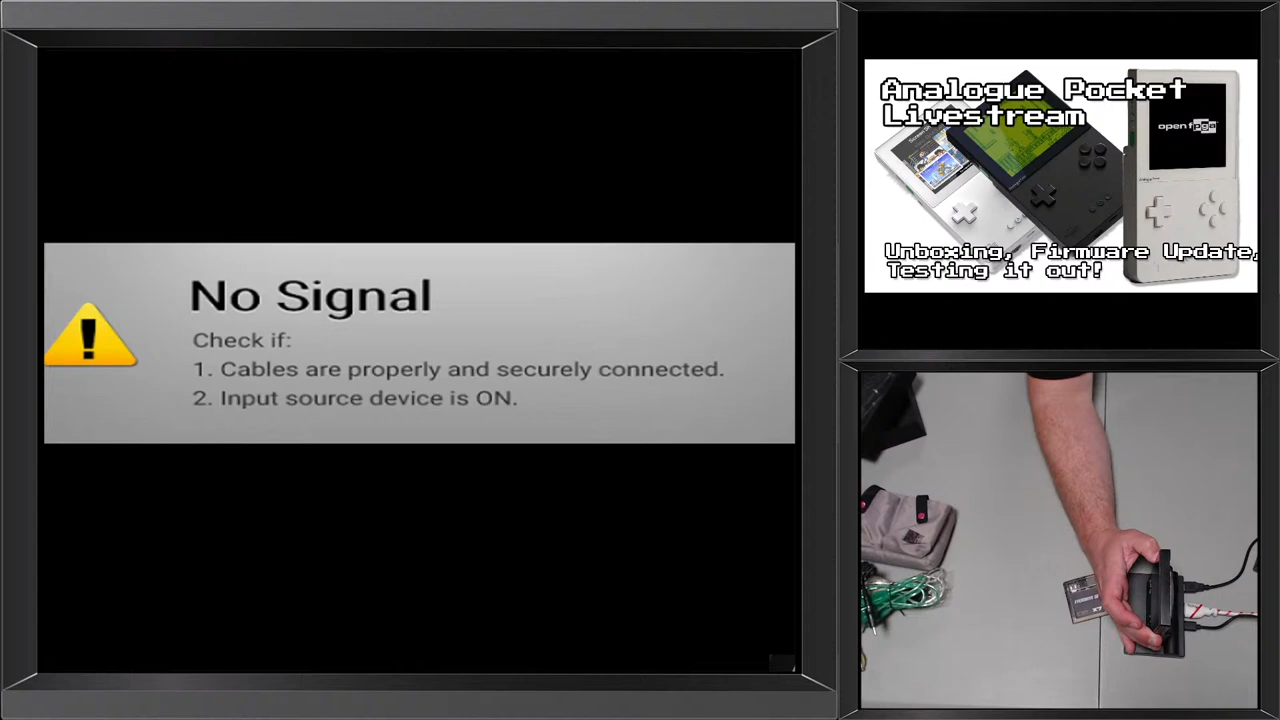 No Signal
Check if:
1. Cables are properly and securely connected.
2. Input source device is ON.
Analogue Pocket
Livestream
open fpga
Unboxing, Firmware Update,
Testing it out!